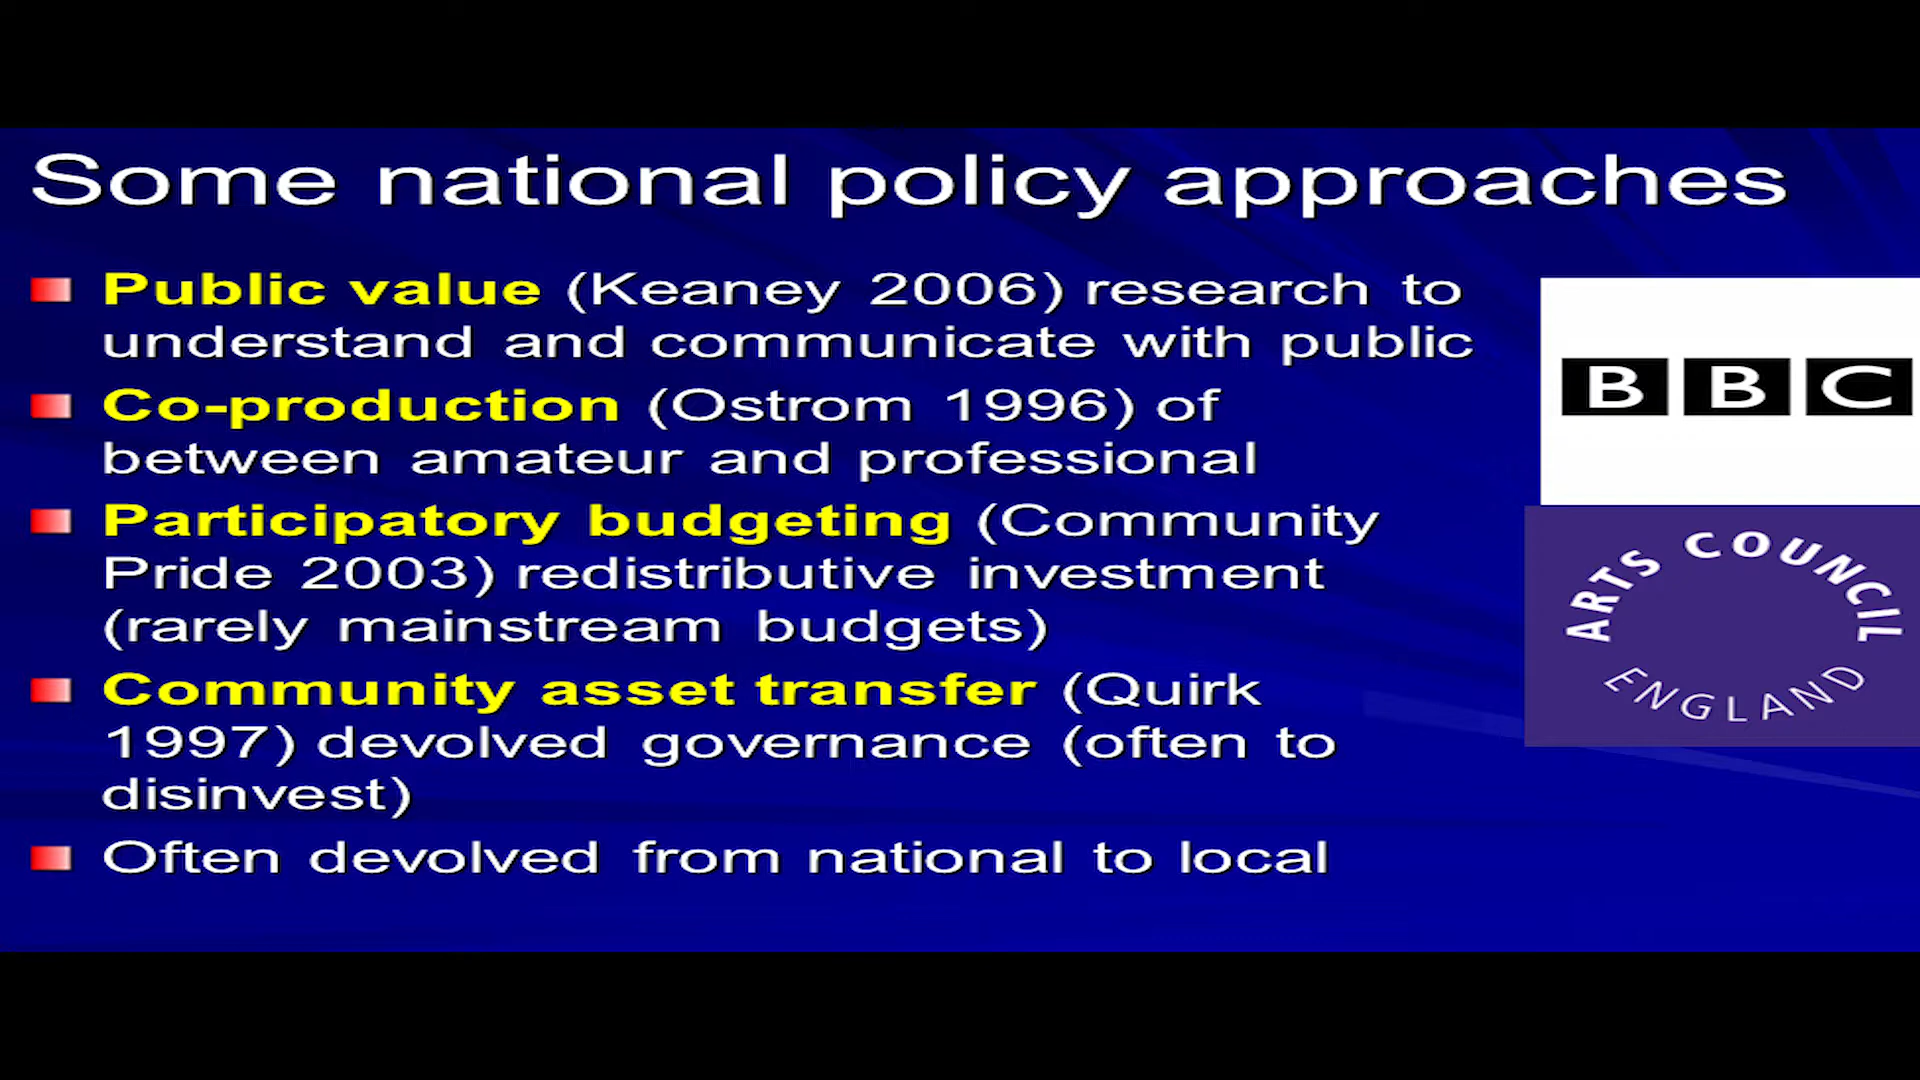 Some national policy approaches
Public value (Keaney 2006) research to
understand and communicate with public
Co-production (Ostrom 1996) of
between amateur and professional
Participatory budgeting (Community
Pride 2003) redistributive investment
(rarely mainstream budgets)
Community asset transfer (Quirk
1997) devolved governance (often to
disinvest)
Often devolved from national to local
BBC
ARTS COUNCIL
ENGLAND